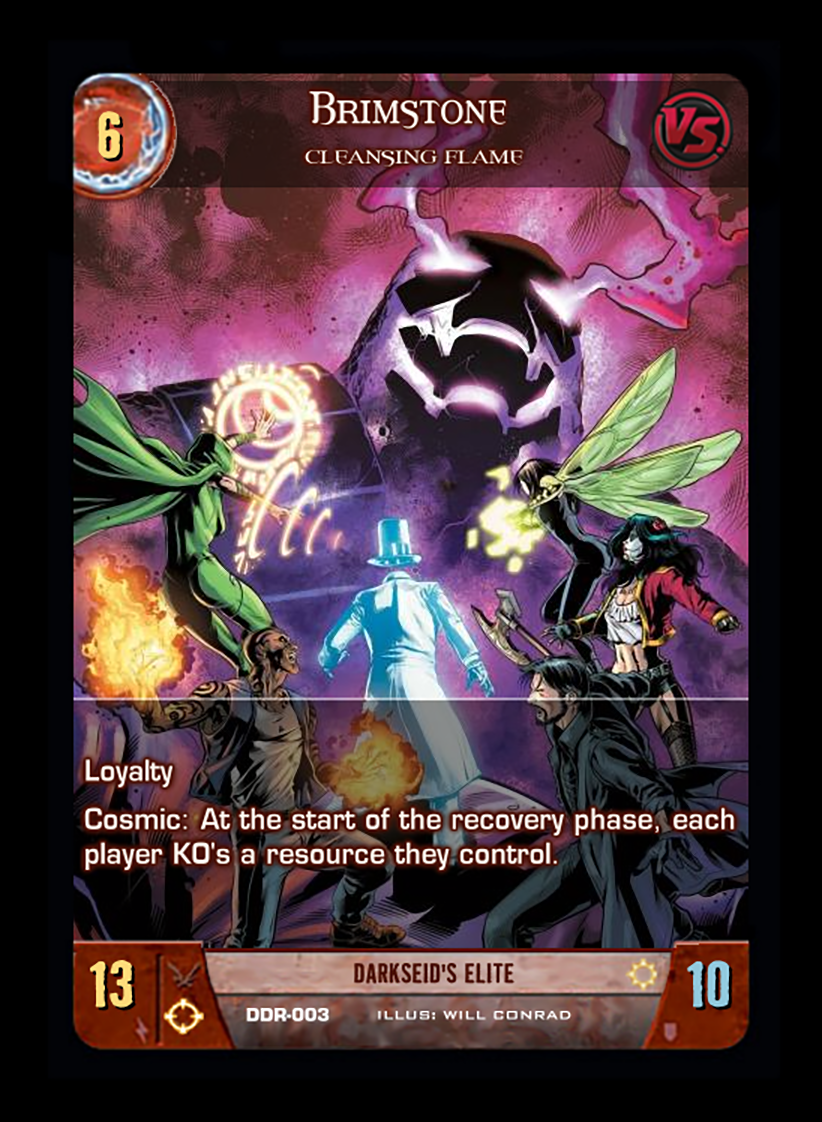 6
BRIMSTONE
VS.
CLEANSING FLAME
Loyalty
Cosmic: At the start of the recovery phase, each
player KO's a resource they control.
13
DARKSEID'S ELITE
10
DDR-003 ILLUS: WILL CONRAD